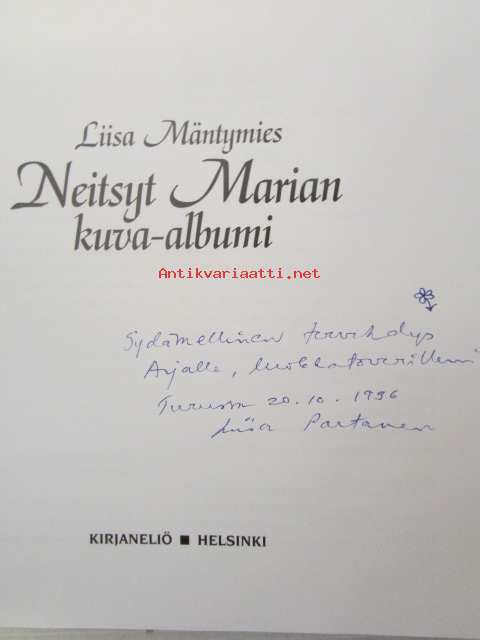 Liisa Mäntymies
Neitsyt Marian
kuva-albumi
Antikvariaatti.net
Sydämellinen tervehdys
Arjalle, luokkatoverilleni
Turussa 20.10.1996
Liisa Partanen
KIRJANELIÖ ■ HELSINKI